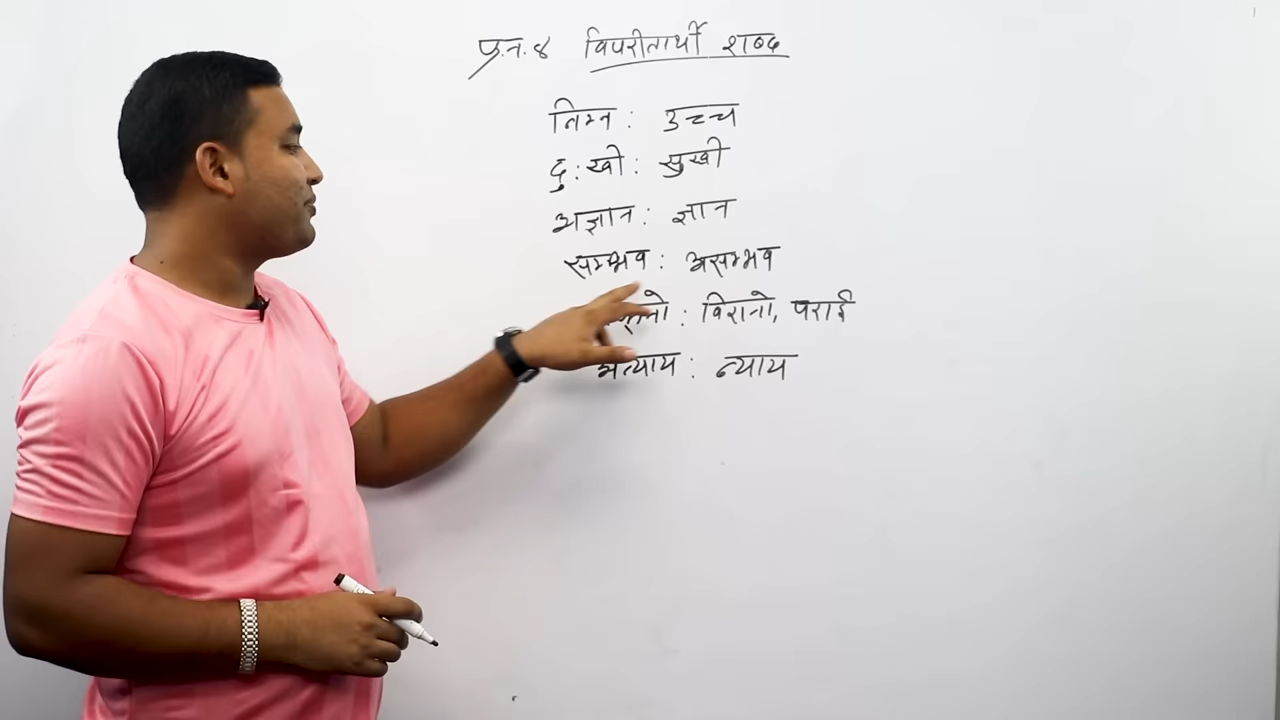 प्र.न.४ विपरीतार्थी शब्द
निम्न : उच्च
दु:खी : सुखी
अज्ञान : ज्ञान
सम्भव : असम्भव
: विरानो, पराई
अन्याय : न्याय